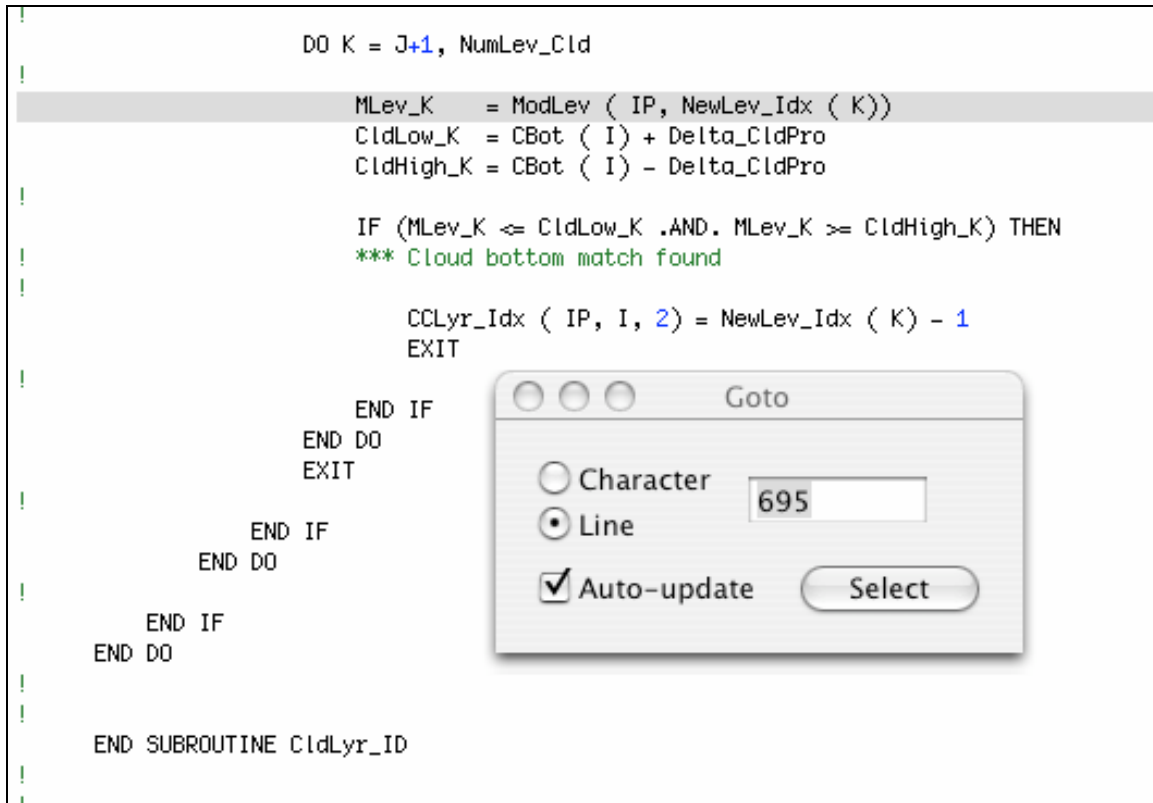 !
DO K = J+1, NumLev_Cld
!
MLev_K    = ModLev ( IP, NewLev_Idx ( K))
CldLow_K  = CBot ( I) + Delta_CldPro
CldHigh_K = CBot ( I) - Delta_CldPro
!
IF (MLev_K <= CldLow_K .AND. MLev_K >= CldHigh_K) THEN
! *** Cloud bottom match found
!
CCLyr_Idx ( IP, I, 2) = NewLev_Idx ( K) - 1
EXIT
!
END IF
END DO
EXIT
!
END IF
END DO
!
END IF
END DO
!
!
END SUBROUTINE CldLyr_ID
!
!
Goto
Character
695
Line
Auto-update
Select